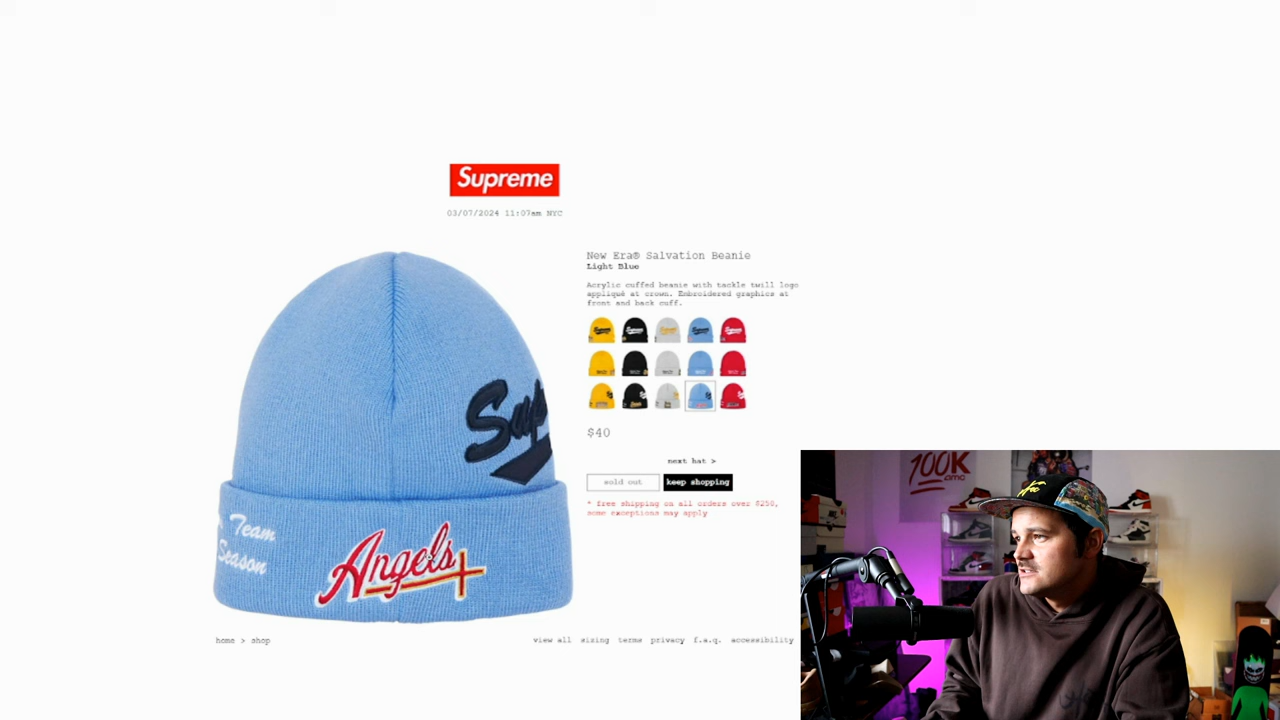 Supreme
03/07/2024 11:07am NYC
New Era® Salvation Beanie
Light Blue
Acrylic cuffed beanie with tackle twill logo
appliqué at crown. Embroidered graphics at
front and back cuff.
Sup
Team
Season
Angels
$40
next hat >
sold out
keep shopping
* free shipping on all orders over $250,
some exceptions may apply
home > shop
view all sizing terms privacy f.a.q. accessibility
100K